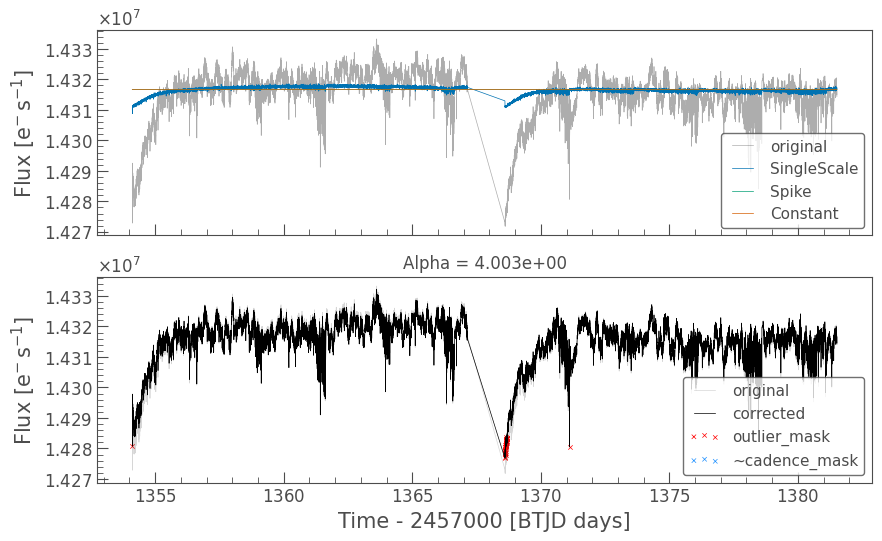 ×10⁷
1.433
1.432
1.431
1.430
1.429
1.428
1.427
Flux [e⁻ s⁻¹]
original
SingleScale
Spike
Constant
Alpha = 4.003e+00
×10⁷
1.433
1.432
1.431
1.430
1.429
1.428
1.427
Flux [e⁻ s⁻¹]
original
corrected
outlier_mask
~cadence_mask
1355 1360 1365 1370 1375 1380
Time - 2457000 [BTJD days]